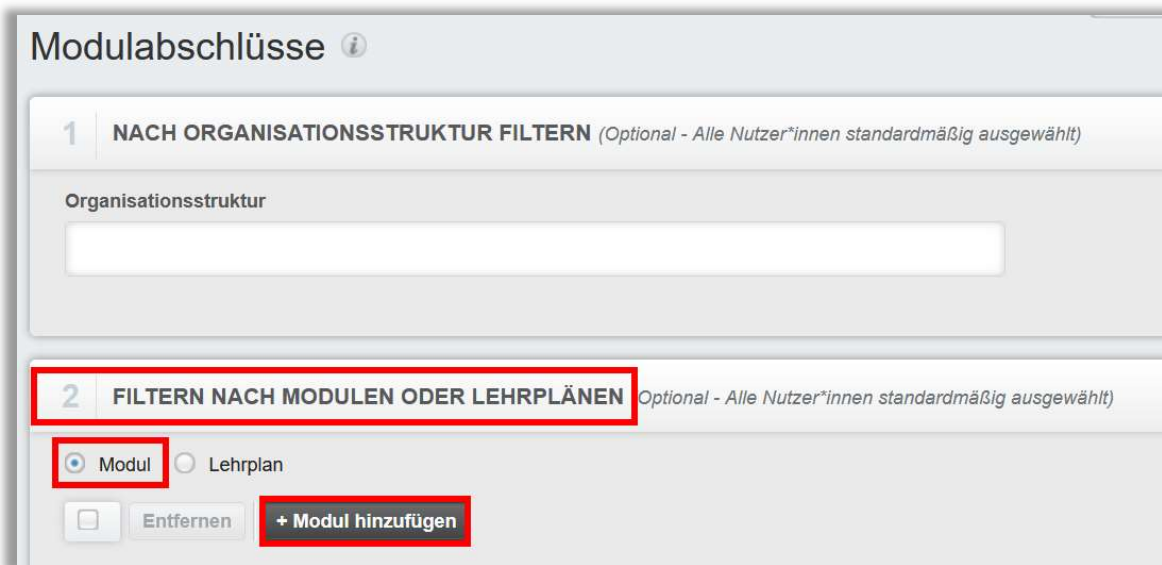 Modulabschlüsse
1 NACH ORGANISATIONSSTRUKTUR FILTERN (Optional - Alle Nutzer*innen standardmäßig ausgewählt)
Organisationsstruktur
2 FILTERN NACH MODULEN ODER LEHRPLÄNEN Optional - Alle Nutzer*innen standardmäßig ausgewählt)
Modul Lehrplan
Entfernen + Modul hinzufügen